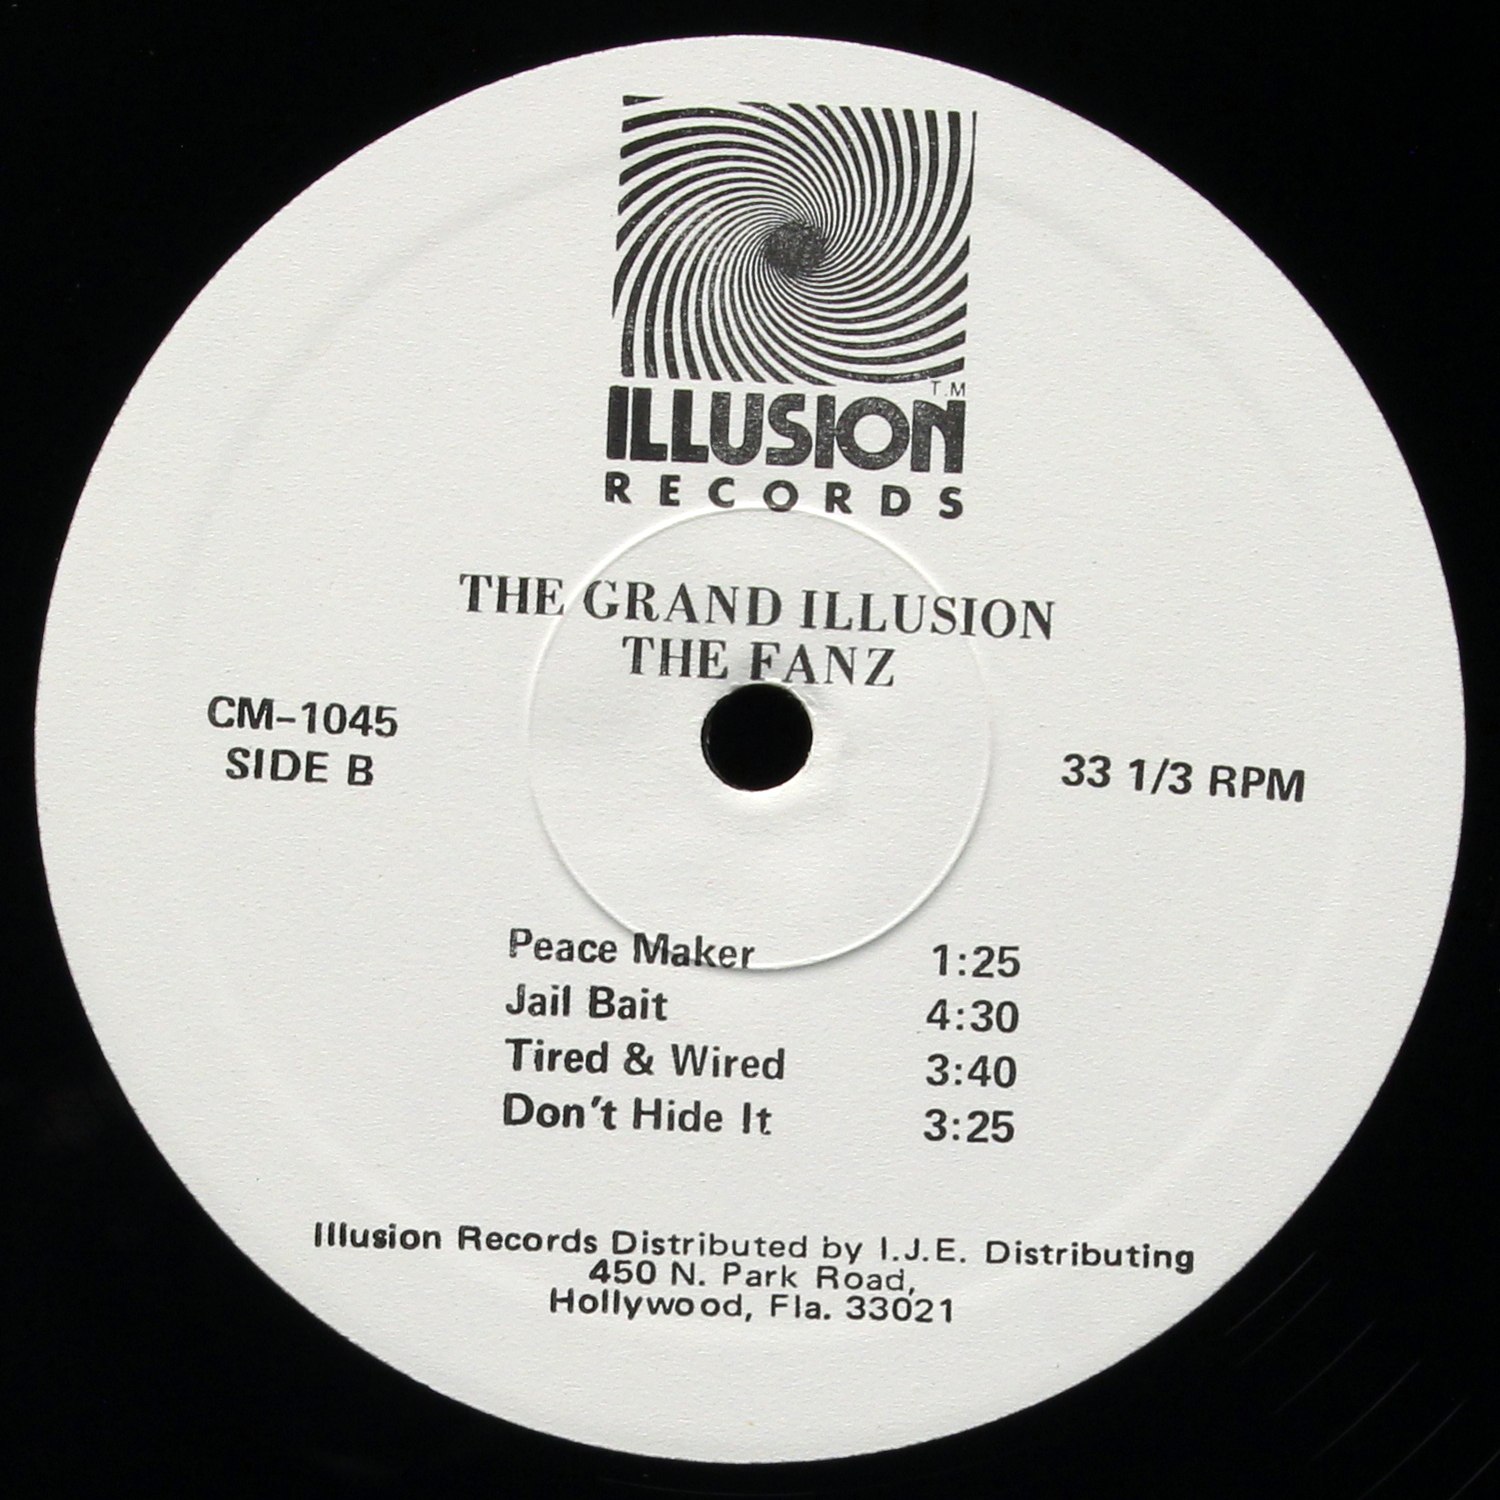 T.M
ILLUSION
RECORDS
THE GRAND ILLUSION
THE FANZ
CM-1045
SIDE B
33 1/3 RPM
Peace Maker 1:25
Jail Bait 4:30
Tired & Wired 3:40
Don't Hide It 3:25
Illusion Records Distributed by I.J.E. Distributing
450 N. Park Road,
Hollywood, Fla. 33021